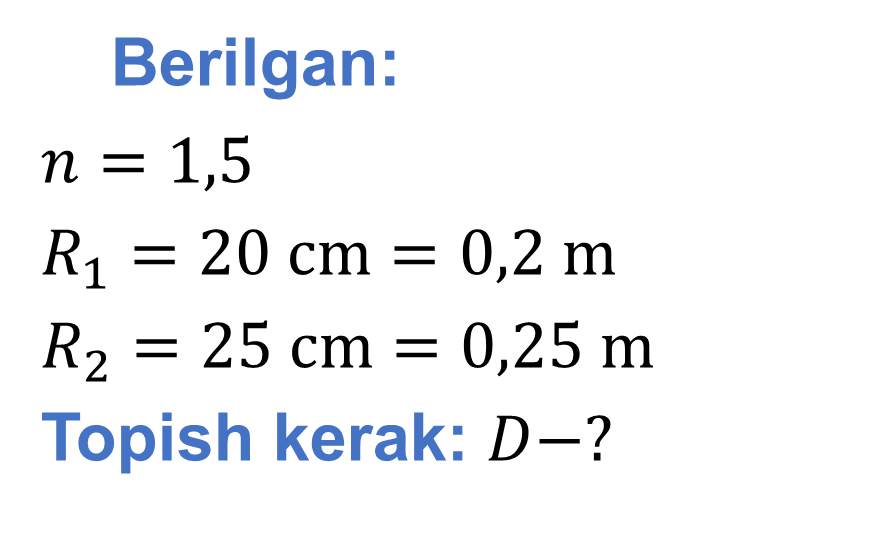 Berilgan:
n = 1,5
R₁ = 20 cm = 0,2 m
R₂ = 25 cm = 0,25 m
Topish kerak: D−?